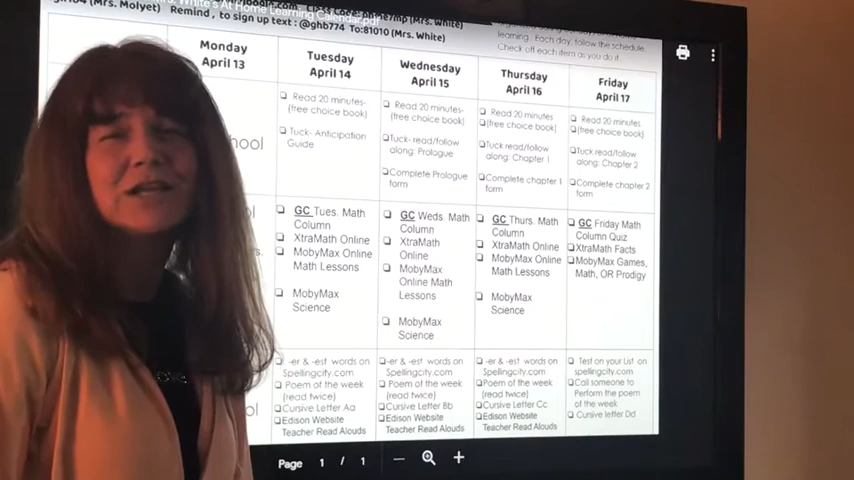 White's At Home Learning Calendar.pdf
(Mrs. Molyet) Remind , to sign up text : @ghb774 To:81010 (Mrs. White)
learning. Each day, follow the schedule.
Check off each item as you do it.
Monday
April 13
Tuesday
April 14
Wednesday
April 15
Thursday
April 16
Friday
April 17
❑ Read 20 minutes-
(free choice book)
❑ Tuck- Anticipation
Guide
❑ Read 20 minutes-
(free choice book)
❑Tuck- read/follow
along: Prologue
❑Complete Prologue
form
❑ Read 20 minutes
❑(free choice book)
❑Tuck read/follow
along: Chapter 1
❑Complete chapter 1
form
❑ Read 20 minutes
❑(free choice book)
❑Tuck read/follow
along: Chapter 2
❑Complete chapter 2
form
❑ GC Tues. Math
Column
❑ XtraMath Online
❑ MobyMax Online
Math Lessons
❑ MobyMax
Science
❑ GC Weds. Math
Column
❑ XtraMath
Online
❑ MobyMax
Online Math
Lessons
❑ MobyMax
Science
❑ GC Thurs. Math
Column
❑ XtraMath Online
❑ MobyMax Online
Math Lessons
❑ MobyMax
Science
❑ GC Friday Math
Column Quiz
❑XtraMath Facts
❑MobyMax Games,
Math, OR Prodigy
❑ -er & -est words on
Spellingcity.com
❑ Poem of the week
(read twice)
❑Cursive Letter Aa
❑Edison Website
Teacher Read Alouds
❑-er & -est words on
Spellingcity.com
❑ Poem of the week
(read twice)
❑Cursive Letter Bb
❑Edison Website
Teacher Read Alouds
❑ -er & -est words on
Spellingcity.com
❑Poem of the week
(read twice)
❑Cursive Letter Cc
❑Edison Website
Teacher Read Alouds
❑ Test on your List on
spellingcity.com
❑Call someone to
Perform the poem
of the week
❑ Cursive letter Dd
Page 1 / 1 — +